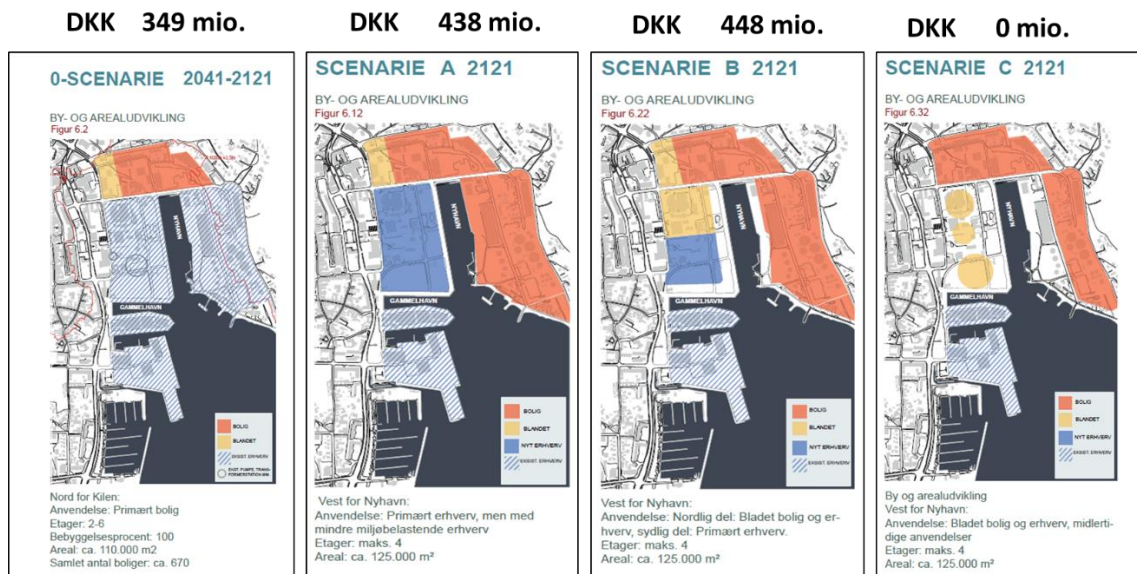 DKK 349 mio.
0-SCENARIE 2041-2121
BY- OG AREALUDVIKLING
Figur 6.2
NYHAVN
GAMMELHAVN
BOLIG
BLANDET
EKSIST. ERHVERV
Nord for Kilen:
Anvendelse: Primært bolig
Etager: 2-6
Bebyggelsesprocent: 100
Areal: ca. 110.000 m2
Samlet antal boliger: ca. 670
DKK 438 mio.
SCENARIE A 2121
BY- OG AREALUDVIKLING
Figur 6.12
NYHAVN
GAMMELHAVN
BOLIG
BLANDET
NYT ERHVERV
EKSIST. ERHVERV
Vest for Nyhavn:
Anvendelse: Primært erhverv, men med
mindre miljøbelastende erhverv
Etager: maks. 4
Areal: ca. 125.000 m²
DKK 448 mio.
SCENARIE B 2121
BY- OG AREALUDVIKLING
Figur 6.22
NYHAVN
GAMMELHAVN
BOLIG
BLANDET
NYT ERHVERV
EKSIST. ERHVERV
Vest for Nyhavn:
Anvendelse: Nordlig del: Bladet bolig og er-
hverv, sydlig del: Primært erhverv.
Etager: maks. 4
Areal: ca. 125.000 m²
DKK 0 mio.
SCENARIE C 2121
BY- OG AREALUDVIKLING
Figur 6.32
NYHAVN
GAMMELHAVN
BOLIG
BLANDET
NYT ERHVERV
EKSIST. ERHVERV
By og arealudvikling
Vest for Nyhavn:
Anvendelse: Bladet bolig og erhverv, midlerti-
dige anvendelser
Etager: maks. 4
Areal: ca. 125.000 m²